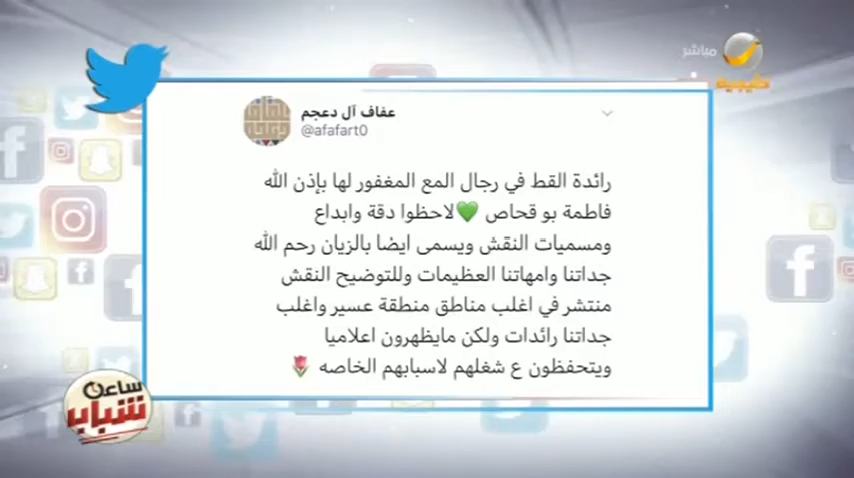 مباشر
خليجية
عفاف آل دعجم
@afafart0
رائدة القط في رجال المع المغفور لها بإذن الله
فاطمة بو قحاص 💚لاحظوا دقة وابداع
ومسميات النقش ويسمى ايضا بالزيان رحم الله
جداتنا وامهاتنا العظيمات وللتوضيح النقش
منتشر في اغلب مناطق منطقة عسير واغلب
جداتنا رائدات ولكن مايظهرون اعلاميا
ويتحفظون ع شغلهم لاسبابهم الخاصه 🌷
ساعة
شباب